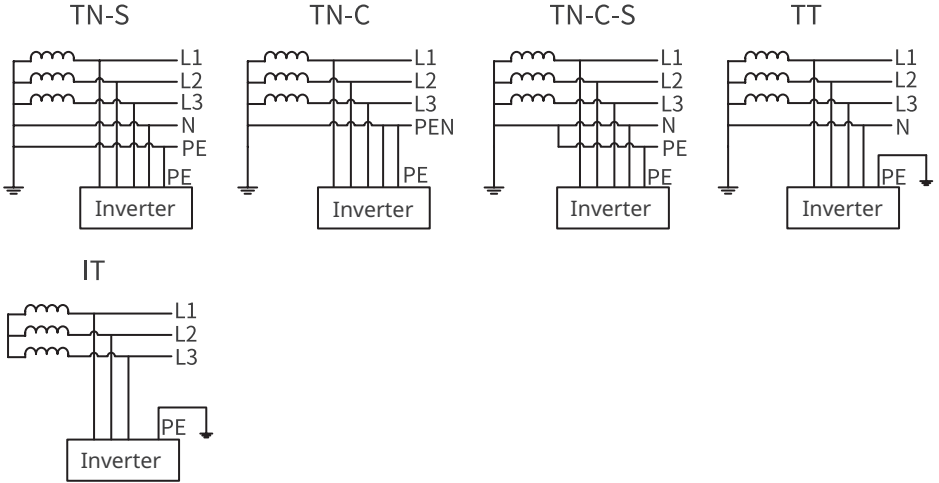 TN-S
L1
L2
L3
N
PE
PE
Inverter
TN-C
L1
L2
L3
PEN
PE
Inverter
TN-C-S
L1
L2
L3
N
PE
PE
Inverter
TT
L1
L2
L3
N
PE
Inverter
IT
L1
L2
L3
PE
Inverter